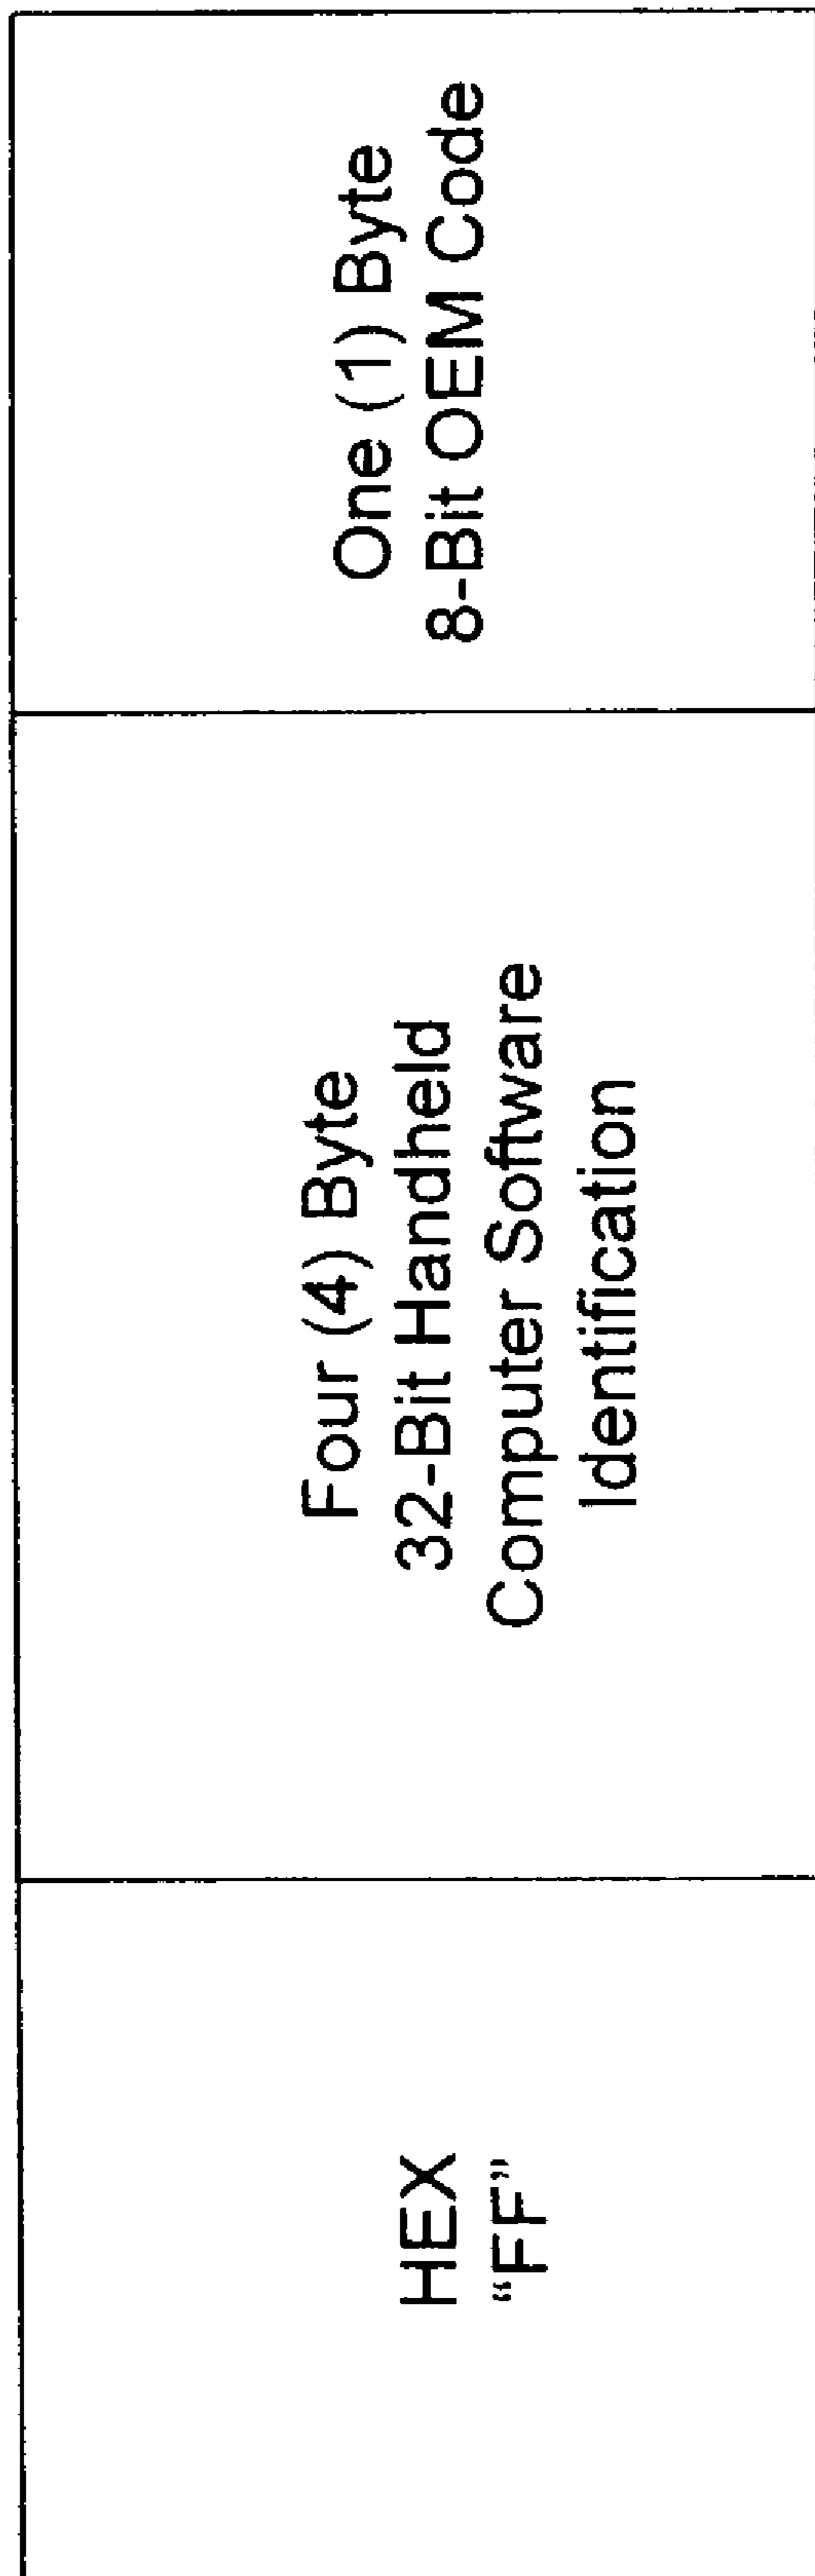 HEX
“FF”
Four (4) Byte
32-Bit Handheld
Computer Software
Identification
One (1) Byte
8-Bit OEM Code